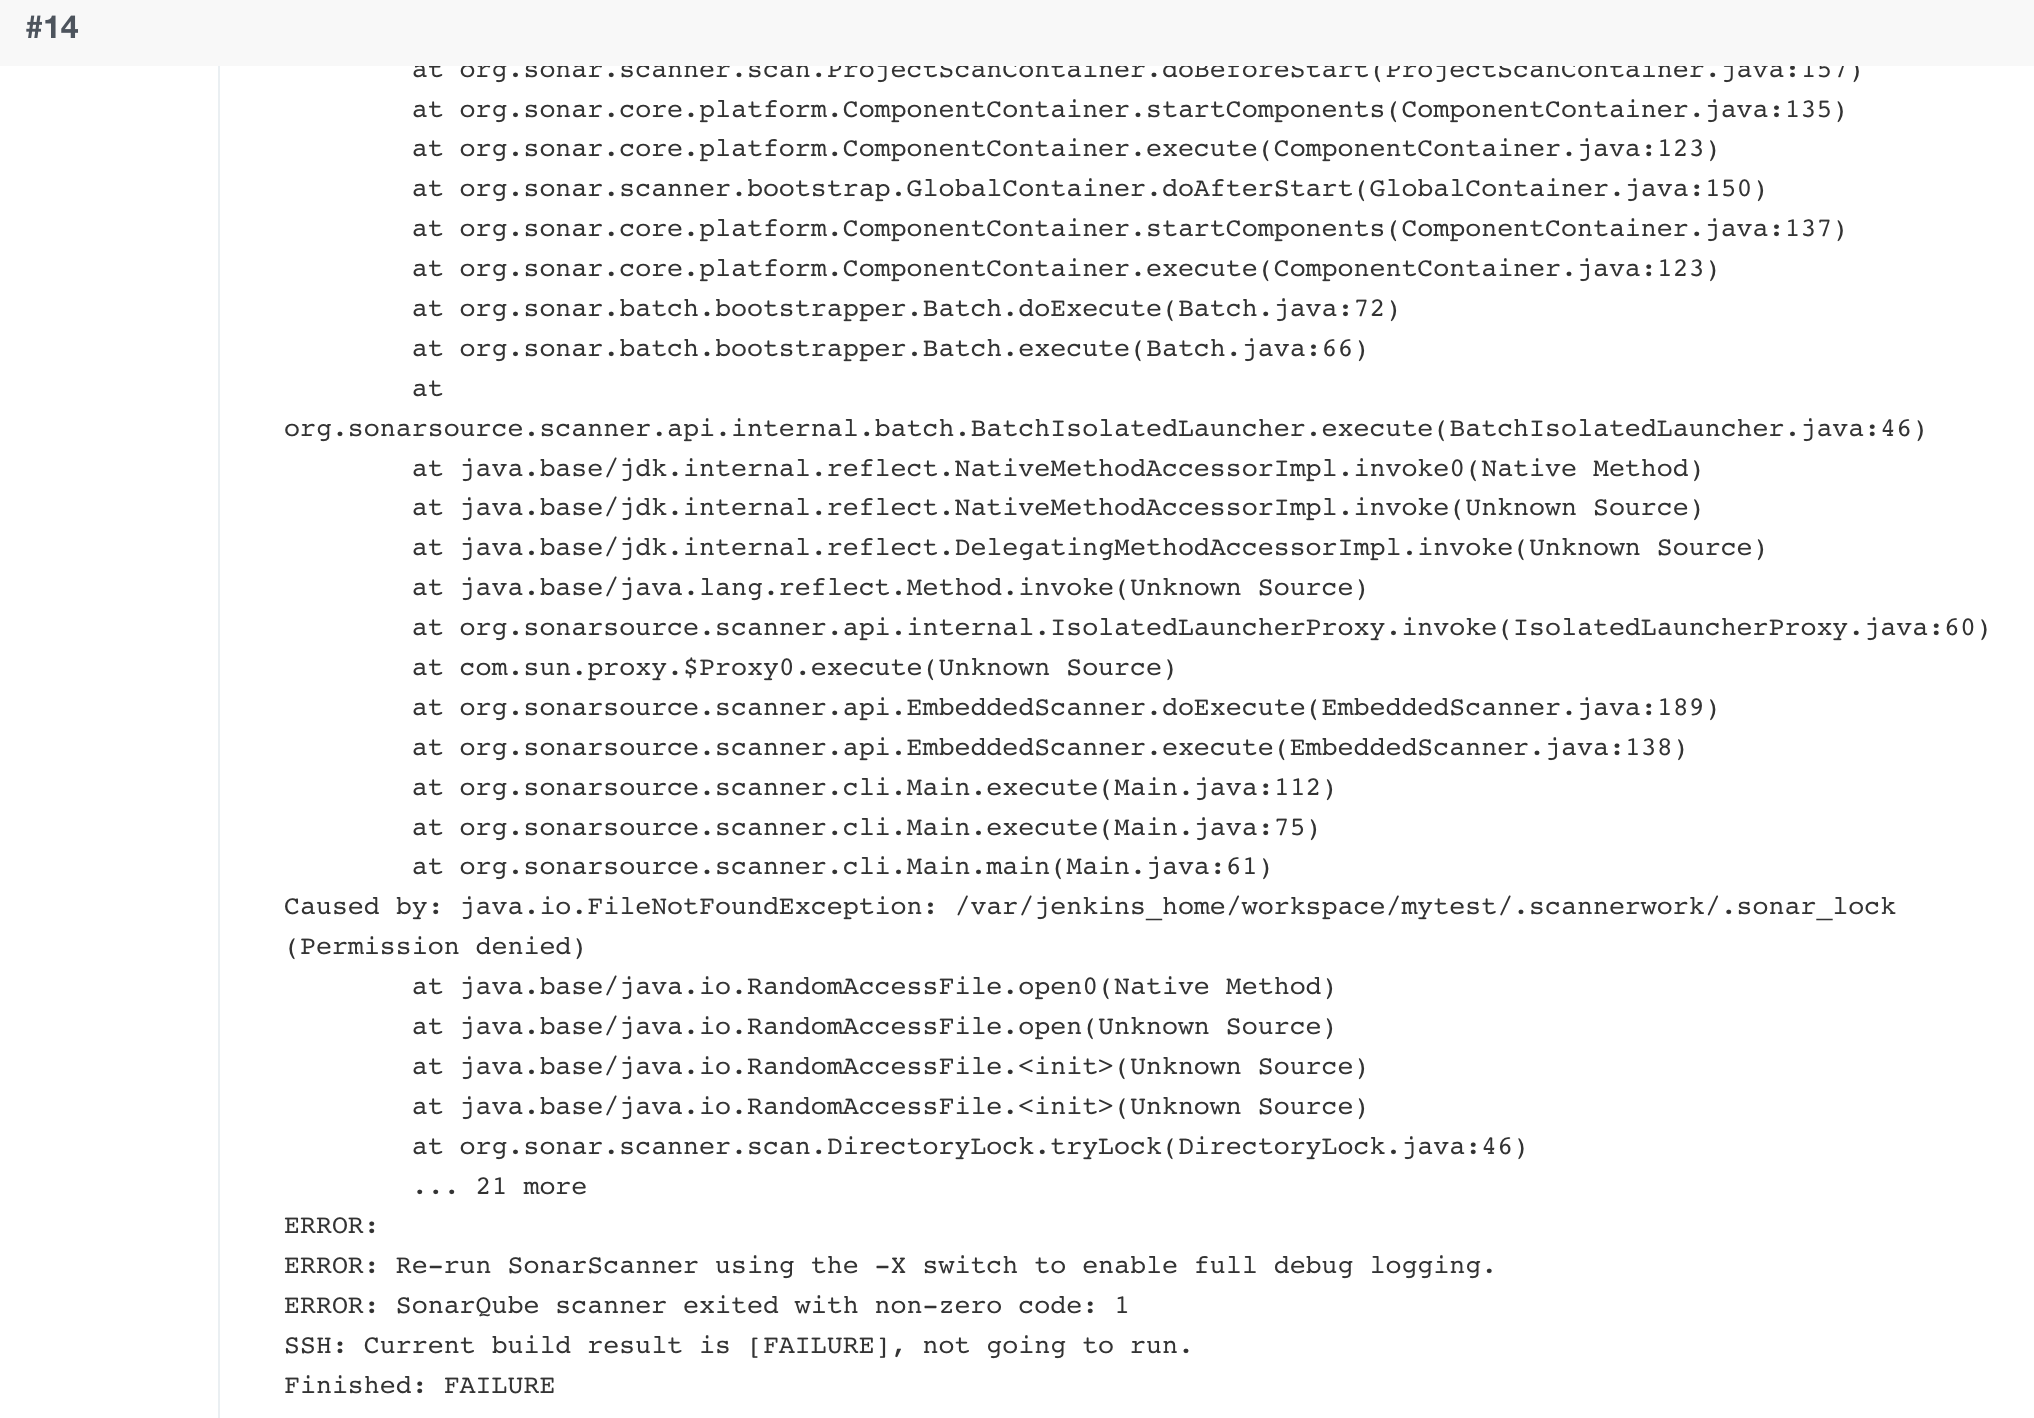 #14
at org.sonar.scanner.scan.ProjectScanContainer.doBeforeStart(ProjectScanContainer.java:157)
at org.sonar.core.platform.ComponentContainer.startComponents(ComponentContainer.java:135)
at org.sonar.core.platform.ComponentContainer.execute(ComponentContainer.java:123)
at org.sonar.scanner.bootstrap.GlobalContainer.doAfterStart(GlobalContainer.java:150)
at org.sonar.core.platform.ComponentContainer.startComponents(ComponentContainer.java:137)
at org.sonar.core.platform.ComponentContainer.execute(ComponentContainer.java:123)
at org.sonar.batch.bootstrapper.Batch.doExecute(Batch.java:72)
at org.sonar.batch.bootstrapper.Batch.execute(Batch.java:66)
at
org.sonarsource.scanner.api.internal.batch.BatchIsolatedLauncher.execute(BatchIsolatedLauncher.java:46)
at java.base/jdk.internal.reflect.NativeMethodAccessorImpl.invoke0(Native Method)
at java.base/jdk.internal.reflect.NativeMethodAccessorImpl.invoke(Unknown Source)
at java.base/jdk.internal.reflect.DelegatingMethodAccessorImpl.invoke(Unknown Source)
at java.base/java.lang.reflect.Method.invoke(Unknown Source)
at org.sonarsource.scanner.api.internal.IsolatedLauncherProxy.invoke(IsolatedLauncherProxy.java:60)
at com.sun.proxy.$Proxy0.execute(Unknown Source)
at org.sonarsource.scanner.api.EmbeddedScanner.doExecute(EmbeddedScanner.java:189)
at org.sonarsource.scanner.api.EmbeddedScanner.execute(EmbeddedScanner.java:138)
at org.sonarsource.scanner.cli.Main.execute(Main.java:112)
at org.sonarsource.scanner.cli.Main.execute(Main.java:75)
at org.sonarsource.scanner.cli.Main.main(Main.java:61)
Caused by: java.io.FileNotFoundException: /var/jenkins_home/workspace/mytest/.scannerwork/.sonar_lock
(Permission denied)
at java.base/java.io.RandomAccessFile.open0(Native Method)
at java.base/java.io.RandomAccessFile.open(Unknown Source)
at java.base/java.io.RandomAccessFile.<init>(Unknown Source)
at java.base/java.io.RandomAccessFile.<init>(Unknown Source)
at org.sonar.scanner.scan.DirectoryLock.tryLock(DirectoryLock.java:46)
... 21 more
ERROR:
ERROR: Re-run SonarScanner using the -X switch to enable full debug logging.
ERROR: SonarQube scanner exited with non-zero code: 1
SSH: Current build result is [FAILURE], not going to run.
Finished: FAILURE